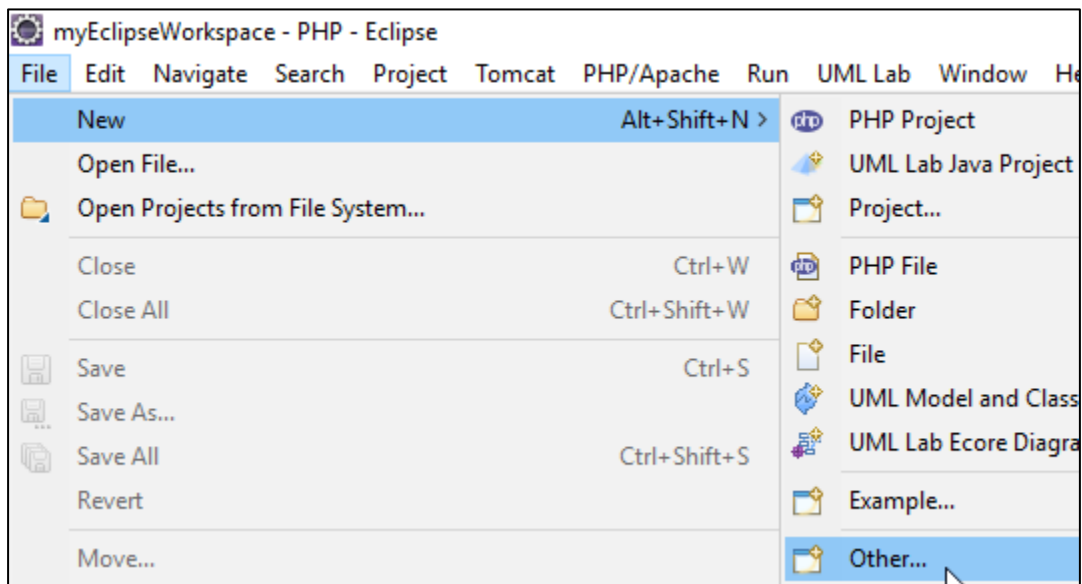 myEclipseWorkspace - PHP - Eclipse
File Edit Navigate Search Project Tomcat PHP/Apache Run UML Lab Window He
New Alt+Shift+N >
Open File...
Open Projects from File System...
Close Ctrl+W
Close All Ctrl+Shift+W
Save Ctrl+S
Save As...
Save All Ctrl+Shift+S
Revert
Move...
php PHP Project
UML Lab Java Project
Project...
php PHP File
Folder
File
UML Model and Class
UML Lab Ecore Diagra
Example...
Other...